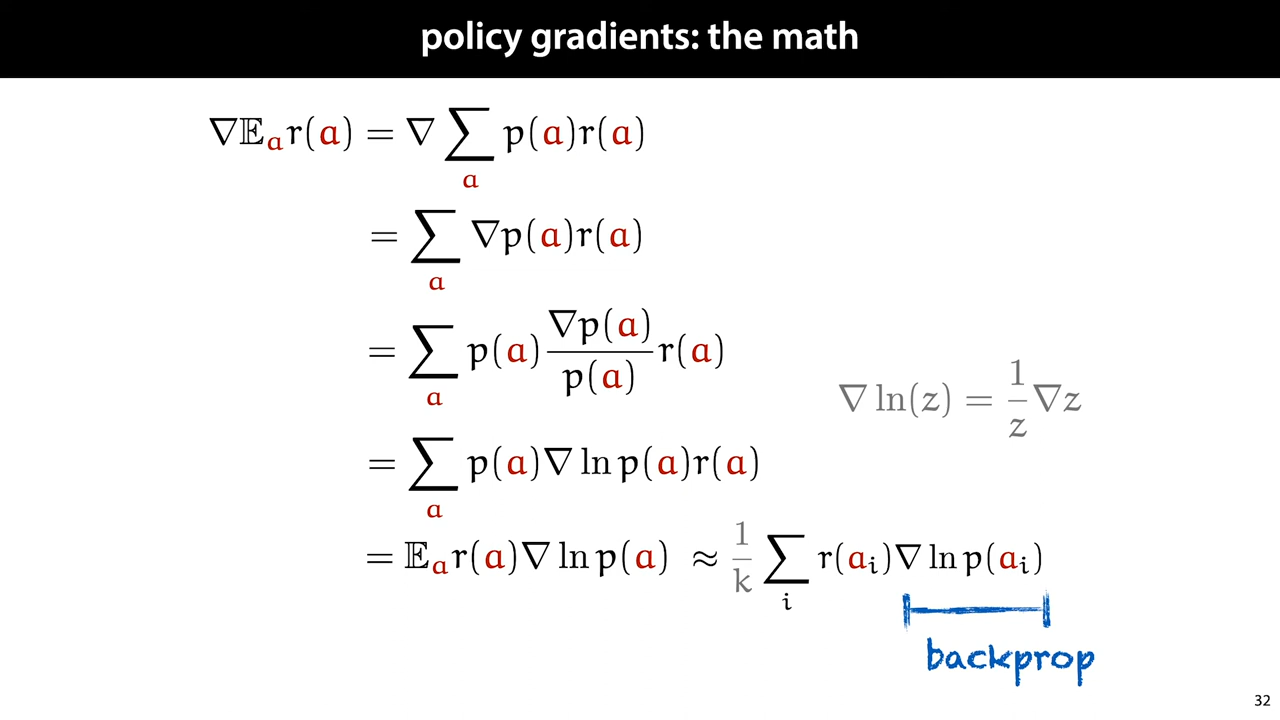 policy gradients: the math
∇𝔼ₐr(a) = ∇ ∑ₐ p(a)r(a)
= ∑ₐ ∇p(a)r(a)
= ∑ₐ p(a) ∇p(a)/p(a) r(a)
∇ ln(z) = 1/z ∇z
= ∑ₐ p(a)∇ ln p(a)r(a)
= 𝔼ₐr(a)∇ ln p(a) ≈ 1/k ∑ᵢ r(aᵢ)∇ ln p(aᵢ)
backprop
32